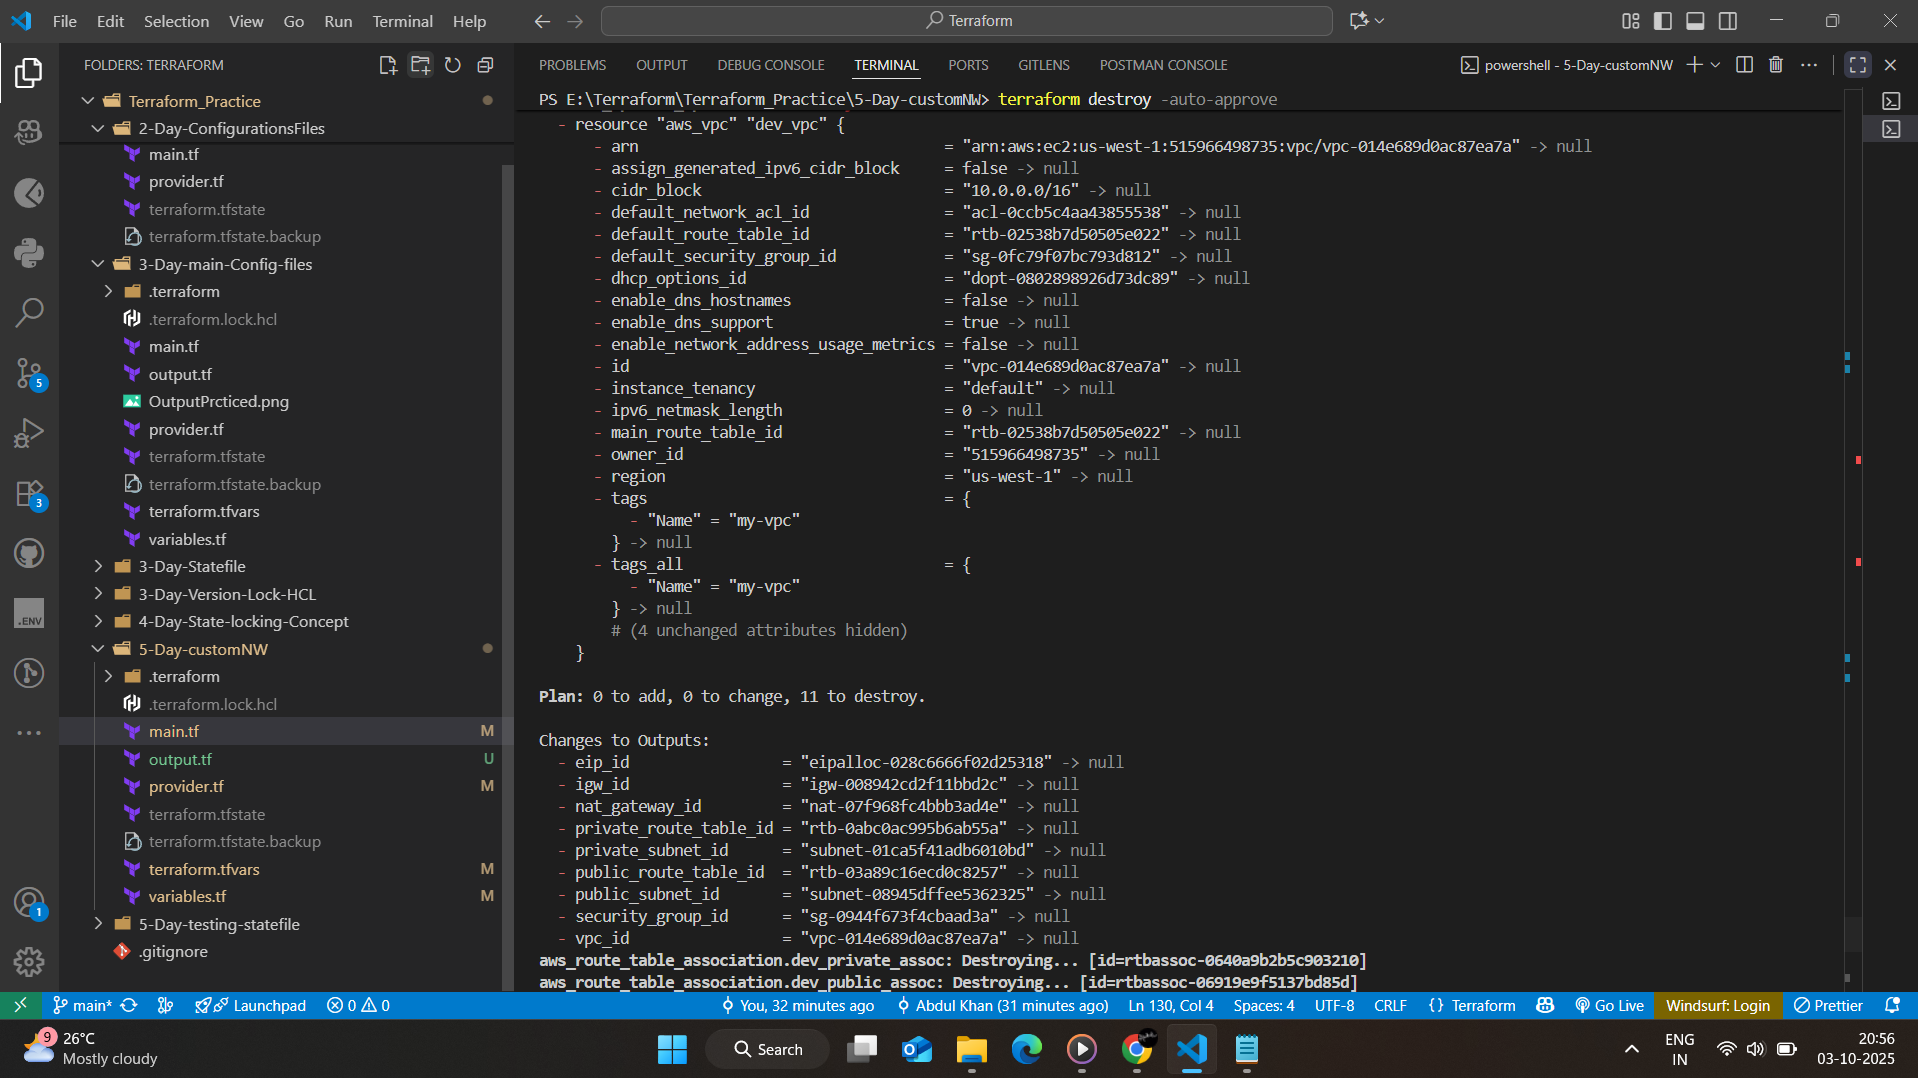 File Edit Selection View Go Run Terminal Help
Terraform
FOLDERS: TERRAFORM
Terraform_Practice
2-Day-ConfigurationsFiles
main.tf
provider.tf
terraform.tfstate
terraform.tfstate.backup
3-Day-main-Config-files
.terraform
.terraform.lock.hcl
main.tf
output.tf
OutputPrcticed.png
provider.tf
terraform.tfstate
terraform.tfstate.backup
terraform.tfvars
variables.tf
3-Day-Statefile
3-Day-Version-Lock-HCL
4-Day-State-locking-Concept
5-Day-customNW
.terraform
.terraform.lock.hcl
main.tf M
output.tf U
provider.tf M
terraform.tfstate
terraform.tfstate.backup
terraform.tfvars M
variables.tf M
5-Day-testing-statefile
.gitignore
5
3
.ENV
1
PROBLEMS OUTPUT DEBUG CONSOLE TERMINAL PORTS GITLENS POSTMAN CONSOLE
powershell - 5-Day-customNW
PS E:\Terraform\Terraform_Practice\5-Day-customNW> terraform destroy -auto-approve
- resource "aws_vpc" "dev_vpc" {
- arn = "arn:aws:ec2:us-west-1:515966498735:vpc/vpc-014e689d0ac87ea7a" -> null
- assign_generated_ipv6_cidr_block = false -> null
- cidr_block = "10.0.0.0/16" -> null
- default_network_acl_id = "acl-0ccb5c4aa43855538" -> null
- default_route_table_id = "rtb-02538b7d50505e022" -> null
- default_security_group_id = "sg-0fc79f07bc793d812" -> null
- dhcp_options_id = "dopt-0802898926d73dc89" -> null
- enable_dns_hostnames = false -> null
- enable_dns_support = true -> null
- enable_network_address_usage_metrics = false -> null
- id = "vpc-014e689d0ac87ea7a" -> null
- instance_tenancy = "default" -> null
- ipv6_netmask_length = 0 -> null
- main_route_table_id = "rtb-02538b7d50505e022" -> null
- owner_id = "515966498735" -> null
- region = "us-west-1" -> null
- tags = {
- "Name" = "my-vpc"
} -> null
- tags_all = {
- "Name" = "my-vpc"
} -> null
# (4 unchanged attributes hidden)
}
Plan: 0 to add, 0 to change, 11 to destroy.
Changes to Outputs:
- eip_id = "eipalloc-028c6666f02d25318" -> null
- igw_id = "igw-008942cd2f11bbd2c" -> null
- nat_gateway_id = "nat-07f968fc4bbb3ad4e" -> null
- private_route_table_id = "rtb-0abc0ac995b6ab55a" -> null
- private_subnet_id = "subnet-01ca5f41adb6010bd" -> null
- public_route_table_id = "rtb-03a89c16ecd0c8257" -> null
- public_subnet_id = "subnet-08945dffee5362325" -> null
- security_group_id = "sg-0944f673f4cbaad3a" -> null
- vpc_id = "vpc-014e689d0ac87ea7a" -> null
aws_route_table_association.dev_private_assoc: Destroying... [id=rtbassoc-0640a9b2b5c903210]
aws_route_table_association.dev_public_assoc: Destroying... [id=rtbassoc-06919e9f5137bd85d]
main* Launchpad 0 0 You, 32 minutes ago Abdul Khan (31 minutes ago) Ln 130, Col 4 Spaces: 4 UTF-8 CRLF {} Terraform Go Live Windsurf: Login Prettier
9
26°C
Mostly cloudy
Search
ENG
IN
20:56
03-10-2025